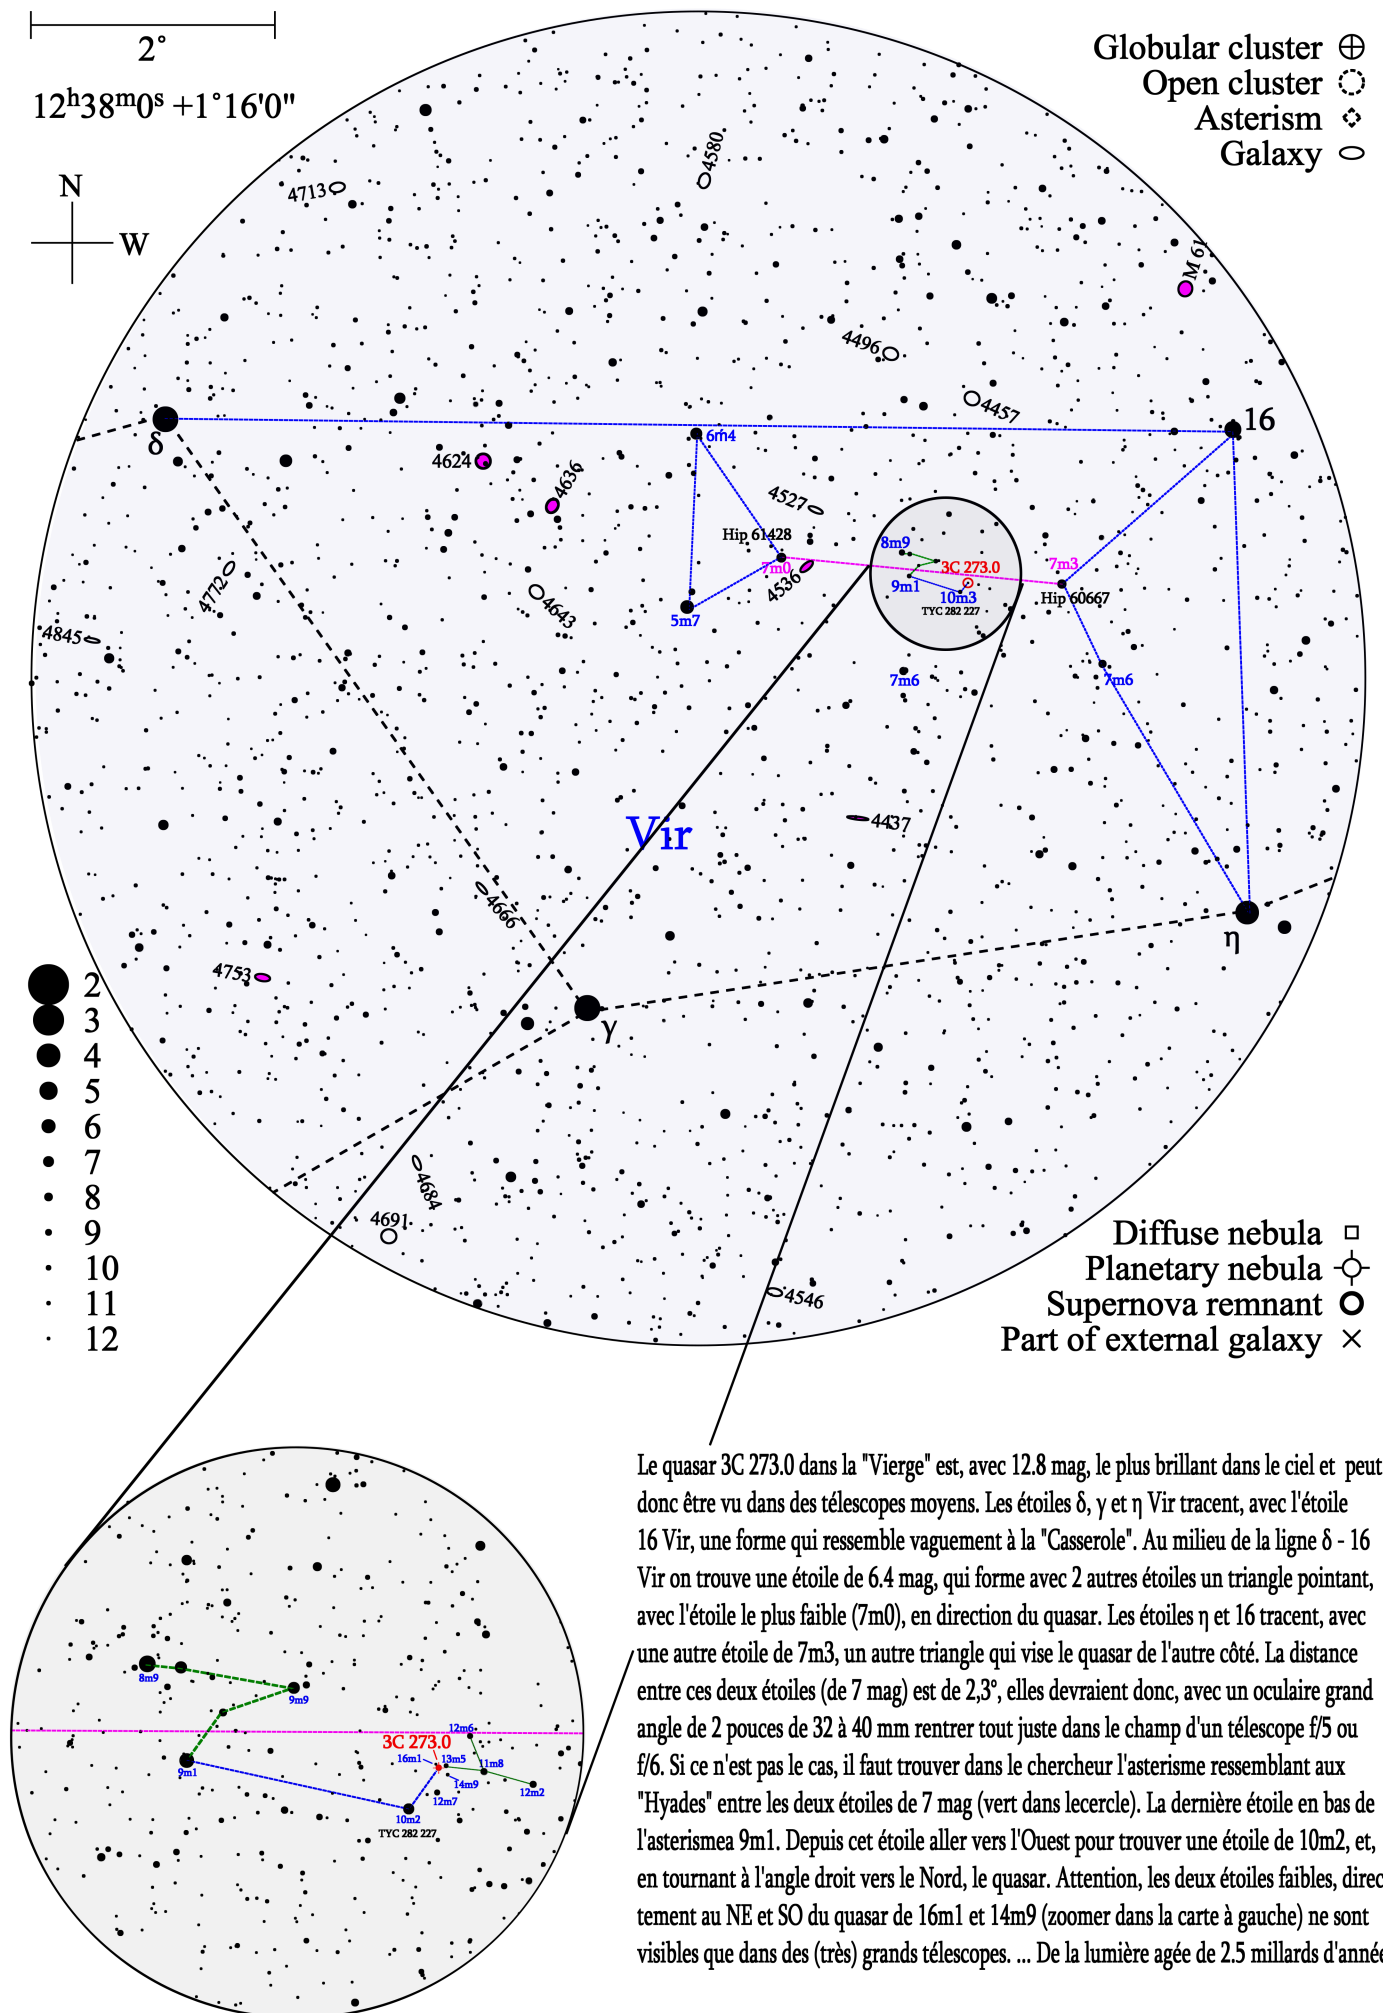 2°
12ʰ38ᵐ0ˢ +1°16'0"
N
W
Globular cluster
Open cluster
Asterism
Galaxy
4580
4713
M 61
4496
4457
16
δ
6m4
4624
4636
4527
Hip 61428
7m0
4536
8m9
3C 273.0
9m1
10m3
TYC 282 227
7m3
Hip 60667
4772
4643
5m7
4845
7m6
7m6
Vir
4437
4666
η
4753
γ
2
3
4
5
6
7
8
9
10
11
12
4684
4691
4546
Diffuse nebula
Planetary nebula
Supernova remnant
Part of external galaxy
8m9
9m9
12m6
3C 273.0
16m1
13m5
11m8
9m1
14m9
12m2
12m7
10m2
TYC 282 227
Le quasar 3C 273.0 dans la "Vierge" est, avec 12.8 mag, le plus brillant dans le ciel et peut
donc être vu dans des télescopes moyens. Les étoiles δ, γ et η Vir tracent, avec l'étoile
16 Vir, une forme qui ressemble vaguement à la "Casserole". Au milieu de la ligne δ - 16
Vir on trouve une étoile de 6.4 mag, qui forme avec 2 autres étoiles un triangle pointant,
avec l'étoile le plus faible (7m0), en direction du quasar. Les étoiles η et 16 tracent, avec
une autre étoile de 7m3, un autre triangle qui vise le quasar de l'autre côté. La distance
entre ces deux étoiles (de 7 mag) est de 2,3°, elles devraient donc, avec un oculaire grand
angle de 2 pouces de 32 à 40 mm rentrer tout juste dans le champ d'un télescope f/5 ou
f/6. Si ce n'est pas le cas, il faut trouver dans le chercheur l'asterisme ressemblant aux
"Hyades" entre les deux étoiles de 7 mag (vert dans lecercle). La dernière étoile en bas de
l'asterismea 9m1. Depuis cet étoile aller vers l'Ouest pour trouver une étoile de 10m2, et,
en tournant à l'angle droit vers le Nord, le quasar. Attention, les deux étoiles faibles, direc
tement au NE et SO du quasar de 16m1 et 14m9 (zoomer dans la carte à gauche) ne sont
visibles que dans des (très) grands télescopes. ... De la lumière agée de 2.5 millards d'année